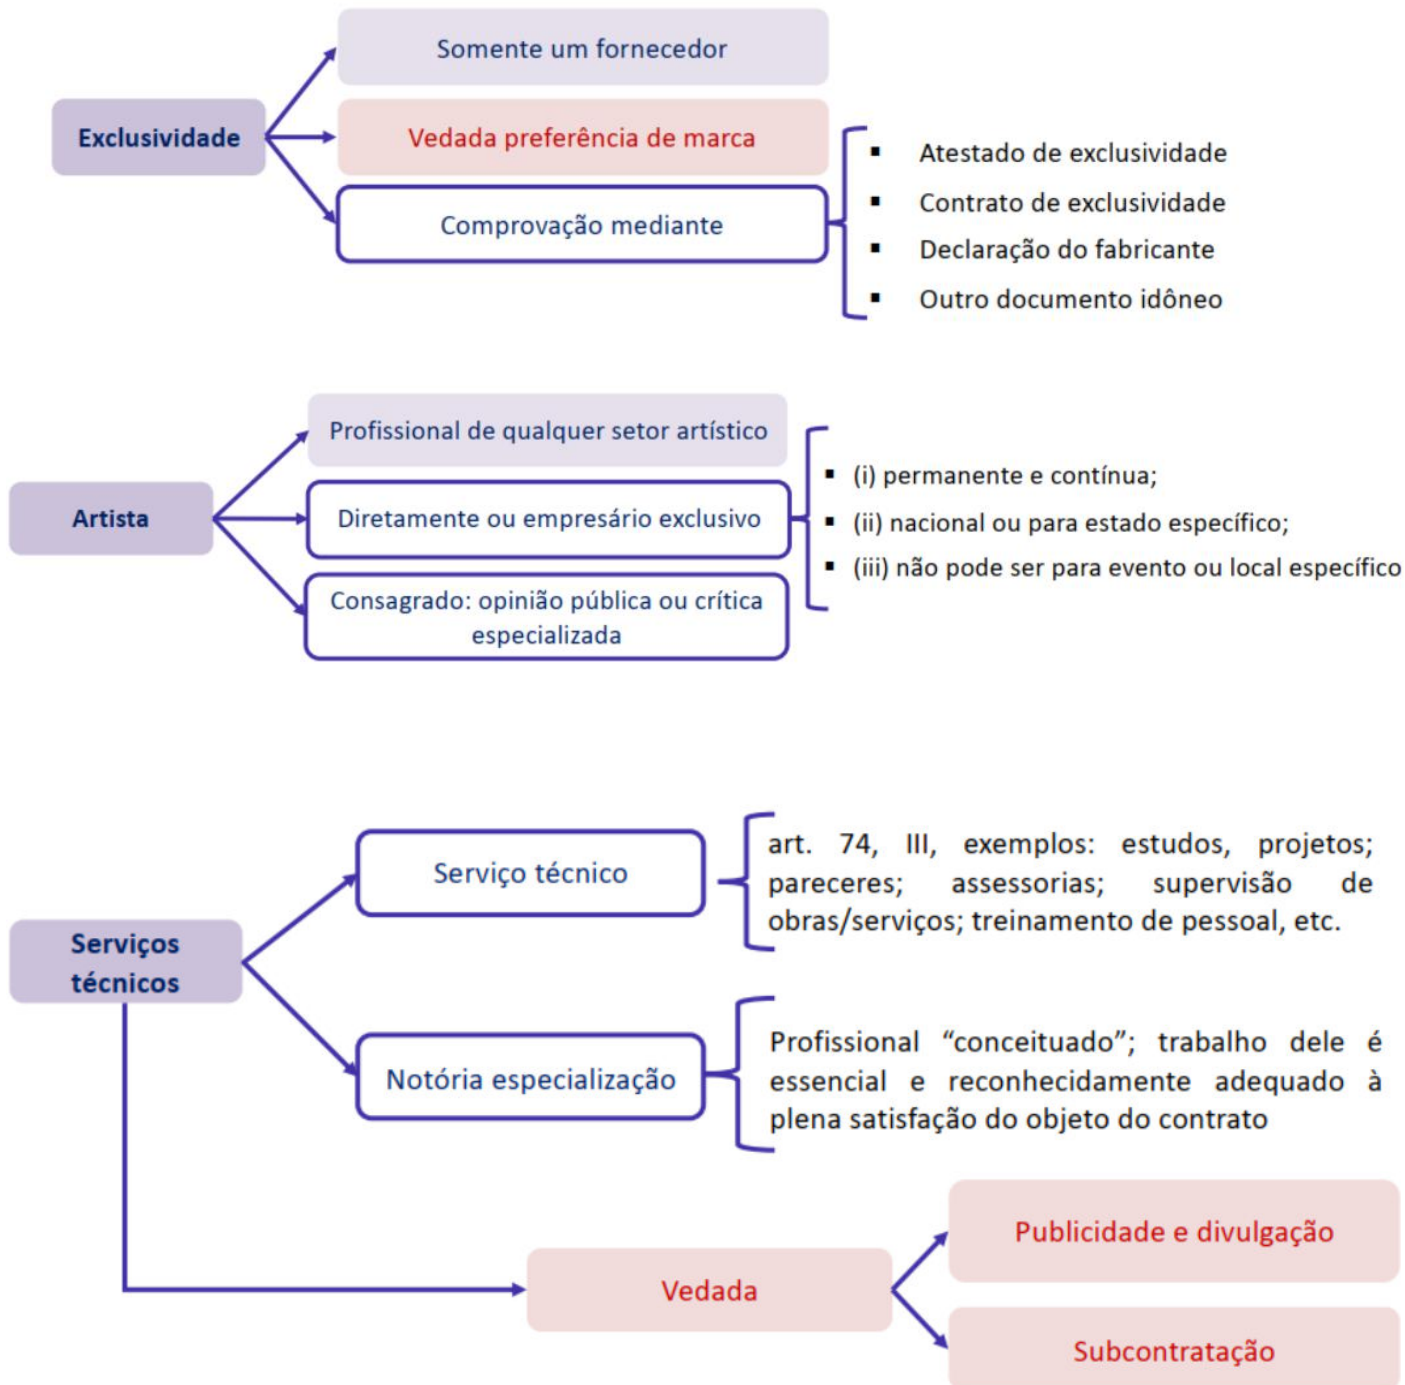 Somente um fornecedor
Exclusividade
Vedada preferência de marca
Comprovação mediante
▪ Atestado de exclusividade
▪ Contrato de exclusividade
▪ Declaração do fabricante
▪ Outro documento idôneo
Profissional de qualquer setor artístico
Artista
Diretamente ou empresário exclusivo
▪ (i) permanente e contínua;
▪ (ii) nacional ou para estado específico;
▪ (iii) não pode ser para evento ou local específico
Consagrado: opinião pública ou crítica
especializada
Serviços
técnicos
Serviço técnico
art. 74, III, exemplos: estudos, projetos;
pareceres; assessorias; supervisão de
obras/serviços; treinamento de pessoal, etc.
Notória especialização
Profissional “conceituado”; trabalho dele é
essencial e reconhecidamente adequado à
plena satisfação do objeto do contrato
Vedada
Publicidade e divulgação
Subcontratação